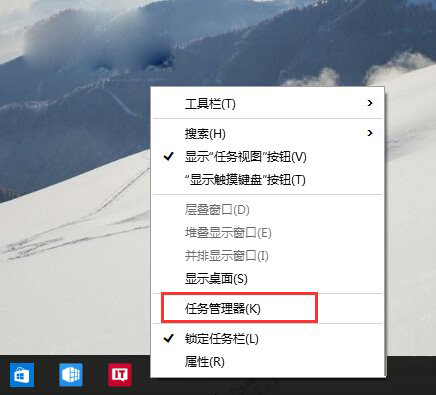 工具栏(T)
搜索(H)
显示“任务视图”按钮(V)
“显示触摸键盘”按钮(T)
层叠窗口(D)
堆叠显示窗口(E)
并排显示窗口(I)
显示桌面(S)
任务管理器(K)
锁定任务栏(L)
属性(R)
IT